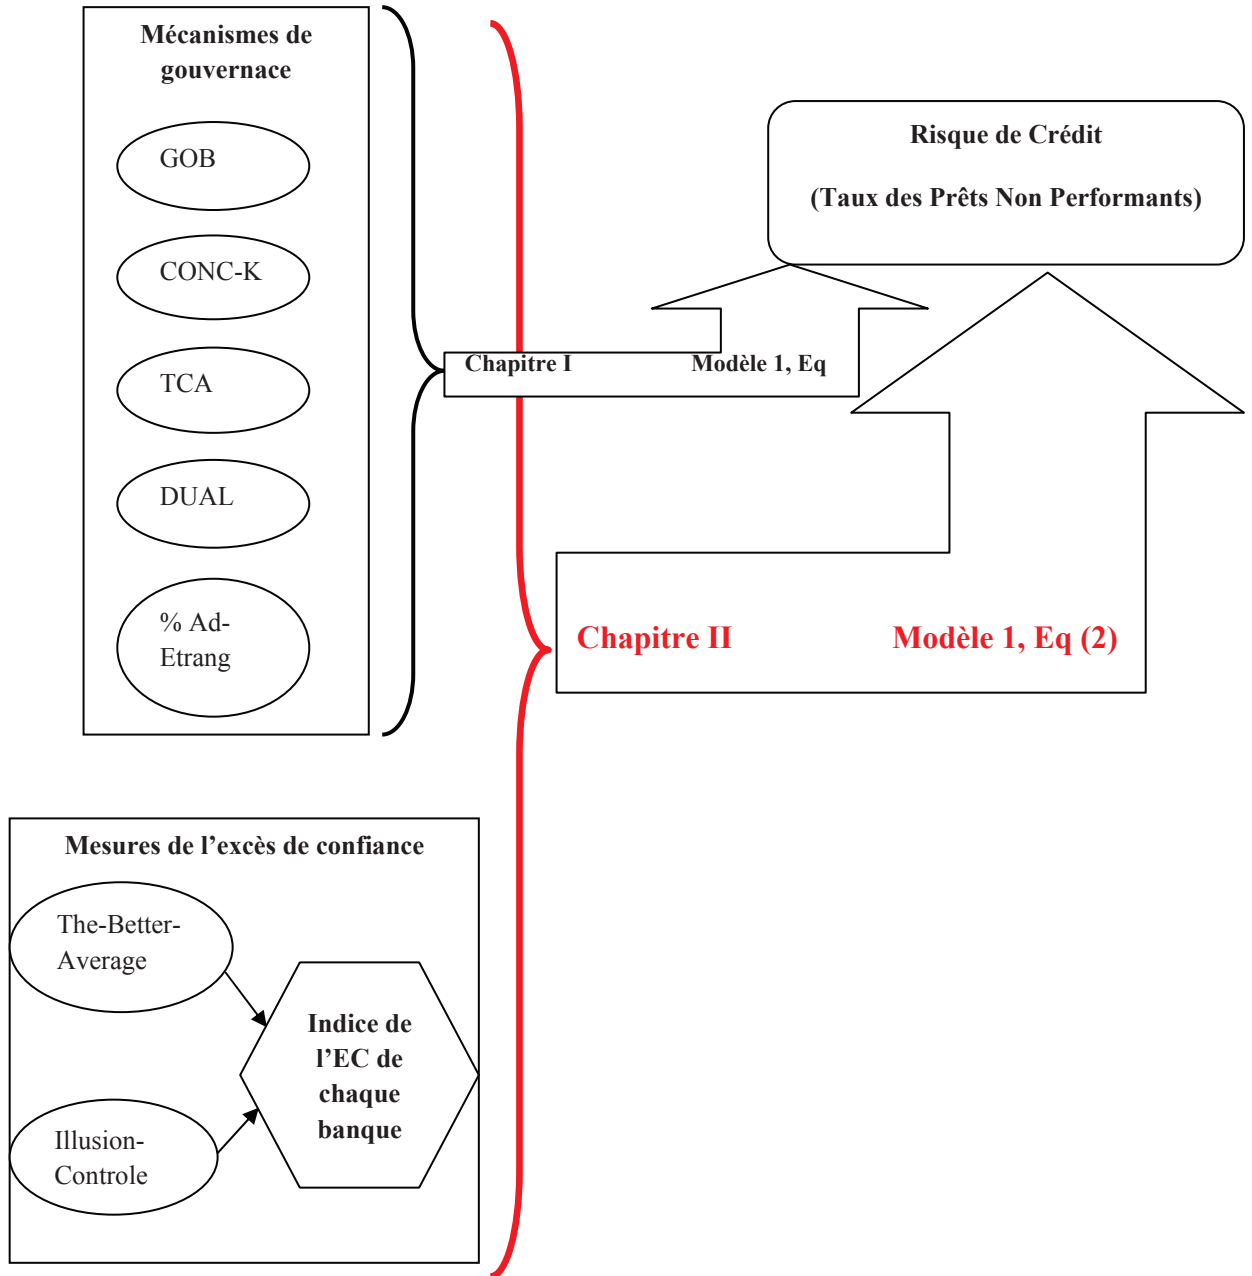 Mécanismes de
gouvernace
GOB
CONC-K
TCA
DUAL
% Ad-
Etrang
Risque de Crédit
(Taux des Prêts Non Performants)
Chapitre I Modèle 1, Eq
Chapitre II Modèle 1, Eq (2)
Mesures de l’excès de confiance
The-Better-
Average
Illusion-
Controle
Indice de
l’EC de
chaque
banque